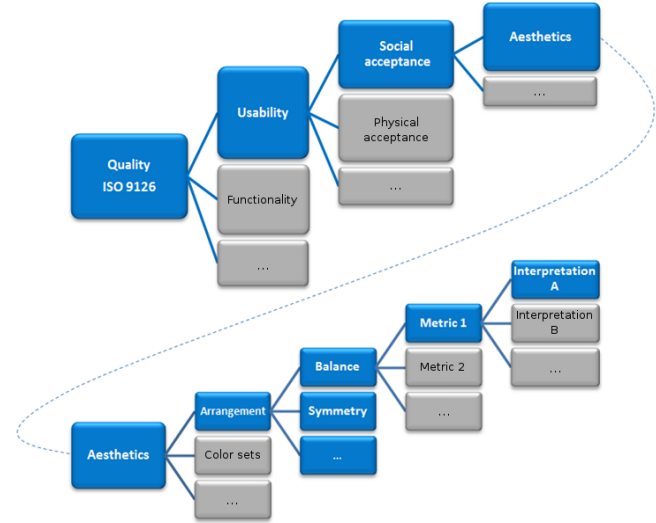 Quality
ISO 9126
Usability
Functionality
...
Social
acceptance
Physical
acceptance
...
Aesthetics
...
Aesthetics
Arrangement
Color sets
...
Balance
Symmetry
...
Metric 1
Metric 2
...
Interpretation
A
Interpretation
B
...